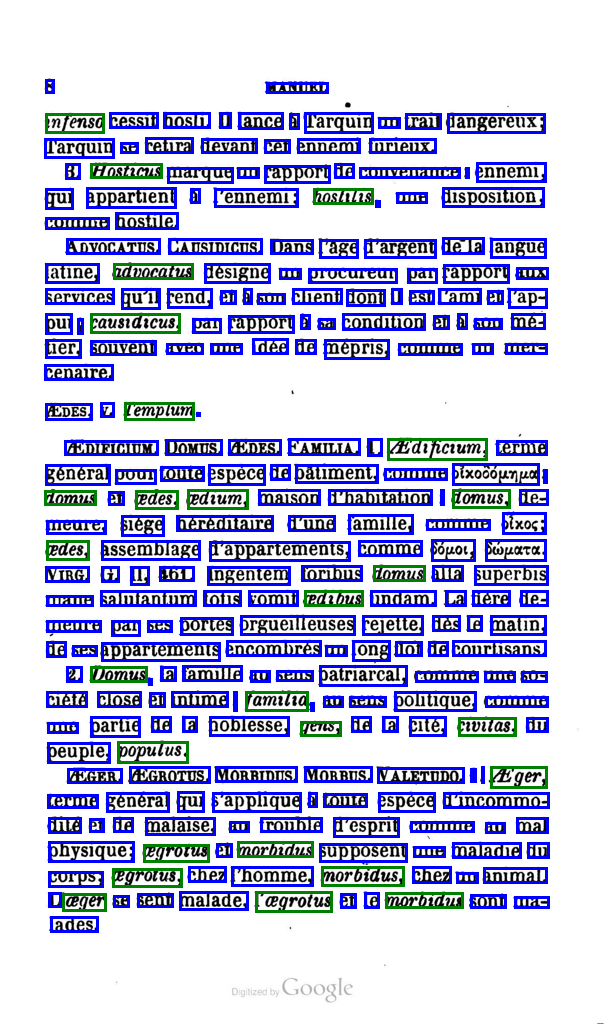 8 MANUEL
infenso cessit hosti. Il lance à Tarquin un trait dangereux;
Tarquin se retira devant cet ennemi furieux.
3. Hosticus marque un rapport de convenance : ennemi,
qui appartient à l'ennemi; hostilis, une disposition,
comme hostile.
ADVOCATUS. CAUSIDICUS. Dans l'âge d'argent de la langue
latine, advocatus désigne un procureur par rapport aux
services qu'il rend, et à son client dont il est l'ami et l'ap-
pui; causidicus, par rapport à sa condition et à son mé-
tier, souvent avec une idée de mépris, comme un mer-
cenaire.
ÆDES. V. Templum.
ÆDIFICIUM. DOMUS. ÆDES. FAMILIA. 1. Ædificium, terme
général pour toute espèce de bâtiment, comme οἰκοδόμημα;
domus et ædes, ædium, maison d'habitation; domus, de-
meure, siége héréditaire d'une famille, comme οἶκος;
ædes, assemblage d'appartements, comme δόμοι, δώματα.
VIRG. G. II, 461. Ingentem foribus domus alta superbis
mane salutantum totis vomit ædibus undam. La fière de-
meure par ses portes orgueilleuses rejette, dès le matin,
de ses appartements encombrés un long flot de courtisans.
2. Domus, la famille au sens patriarcal, comme une so-
ciété close et intime; familia, au sens politique, comme
une partie de la noblesse, gens, de la cité, civitas, du
peuple, populus.
ÆGER. ÆGROTUS. MORBIDUS. MORBUS. VALETUDO. 1. Æger,
terme général qui s'applique à toute espèce d'incommo-
dité et de malaise, au trouble d'esprit comme au mal
physique; ægrotus et morbidus supposent une maladie du
corps; ægrotus, chez l'homme, morbidus, chez un animal.
L'æger se sent malade, l'ægrotus et le morbidus sont ma-
lades.
Digitized by Google